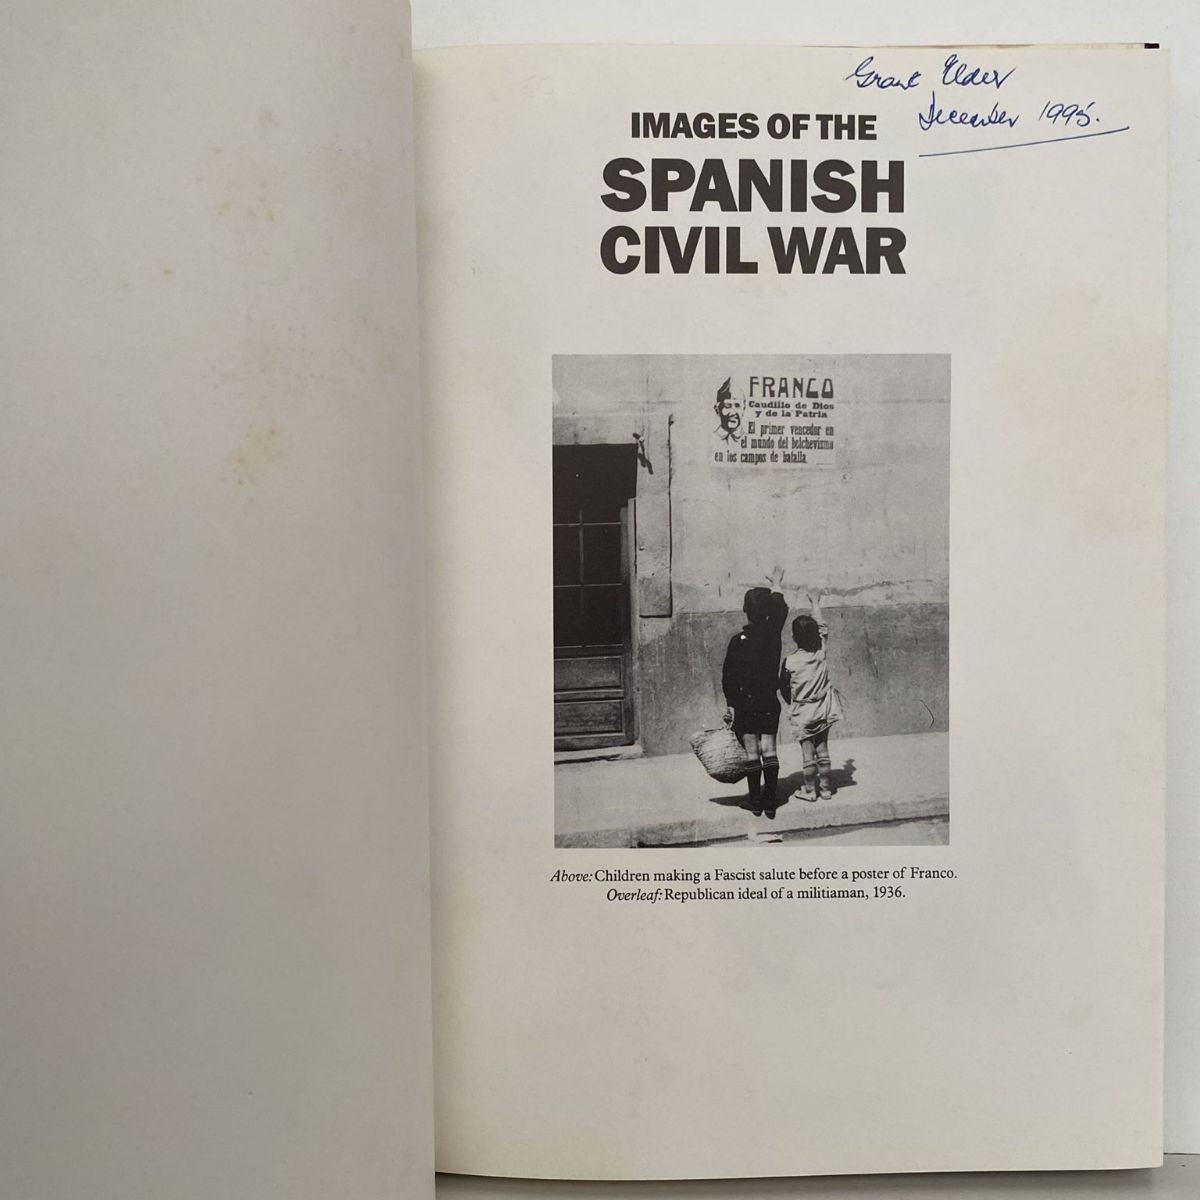 Grant Elder
December 1995.
IMAGES OF THE
SPANISH
CIVIL WAR
FRANCO
Caudillo de Dios
y de la Patria
El primer vencedor en
el mundo del bolchevismo
en los campos de batalla.
Above: Children making a Fascist salute before a poster of Franco.
Overleaf: Republican ideal of a militiaman, 1936.